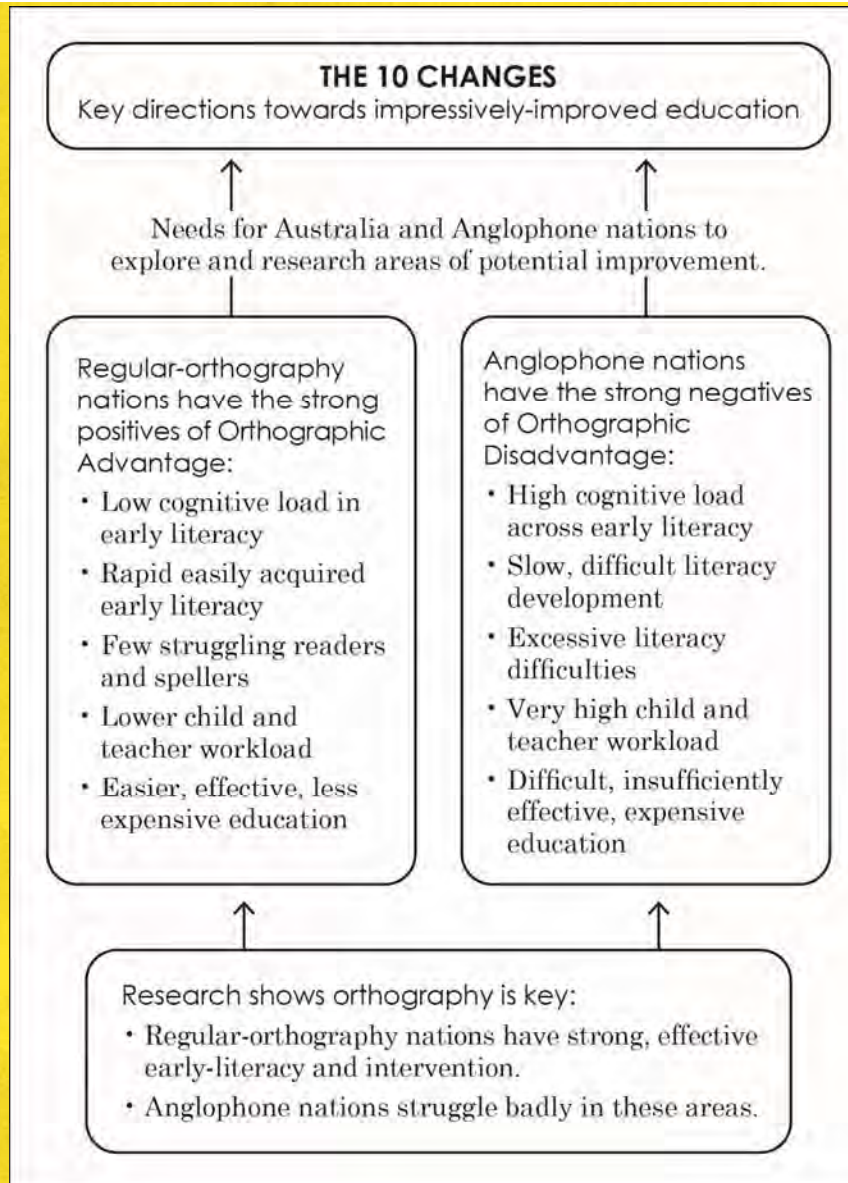 THE 10 CHANGES
Key directions towards impressively-improved education
Needs for Australia and Anglophone nations to
explore and research areas of potential improvement.
Regular-orthography
nations have the strong
positives of Orthographic
Advantage:
• Low cognitive load in
early literacy
• Rapid easily acquired
early literacy
• Few struggling readers
and spellers
• Lower child and
teacher workload
• Easier, effective, less
expensive education
Anglophone nations
have the strong negatives
of Orthographic
Disadvantage:
• High cognitive load
across early literacy
• Slow, difficult literacy
development
• Excessive literacy
difficulties
• Very high child and
teacher workload
• Difficult, insufficiently
effective, expensive
education
Research shows orthography is key:
• Regular-orthography nations have strong, effective
early-literacy and intervention.
• Anglophone nations struggle badly in these areas.